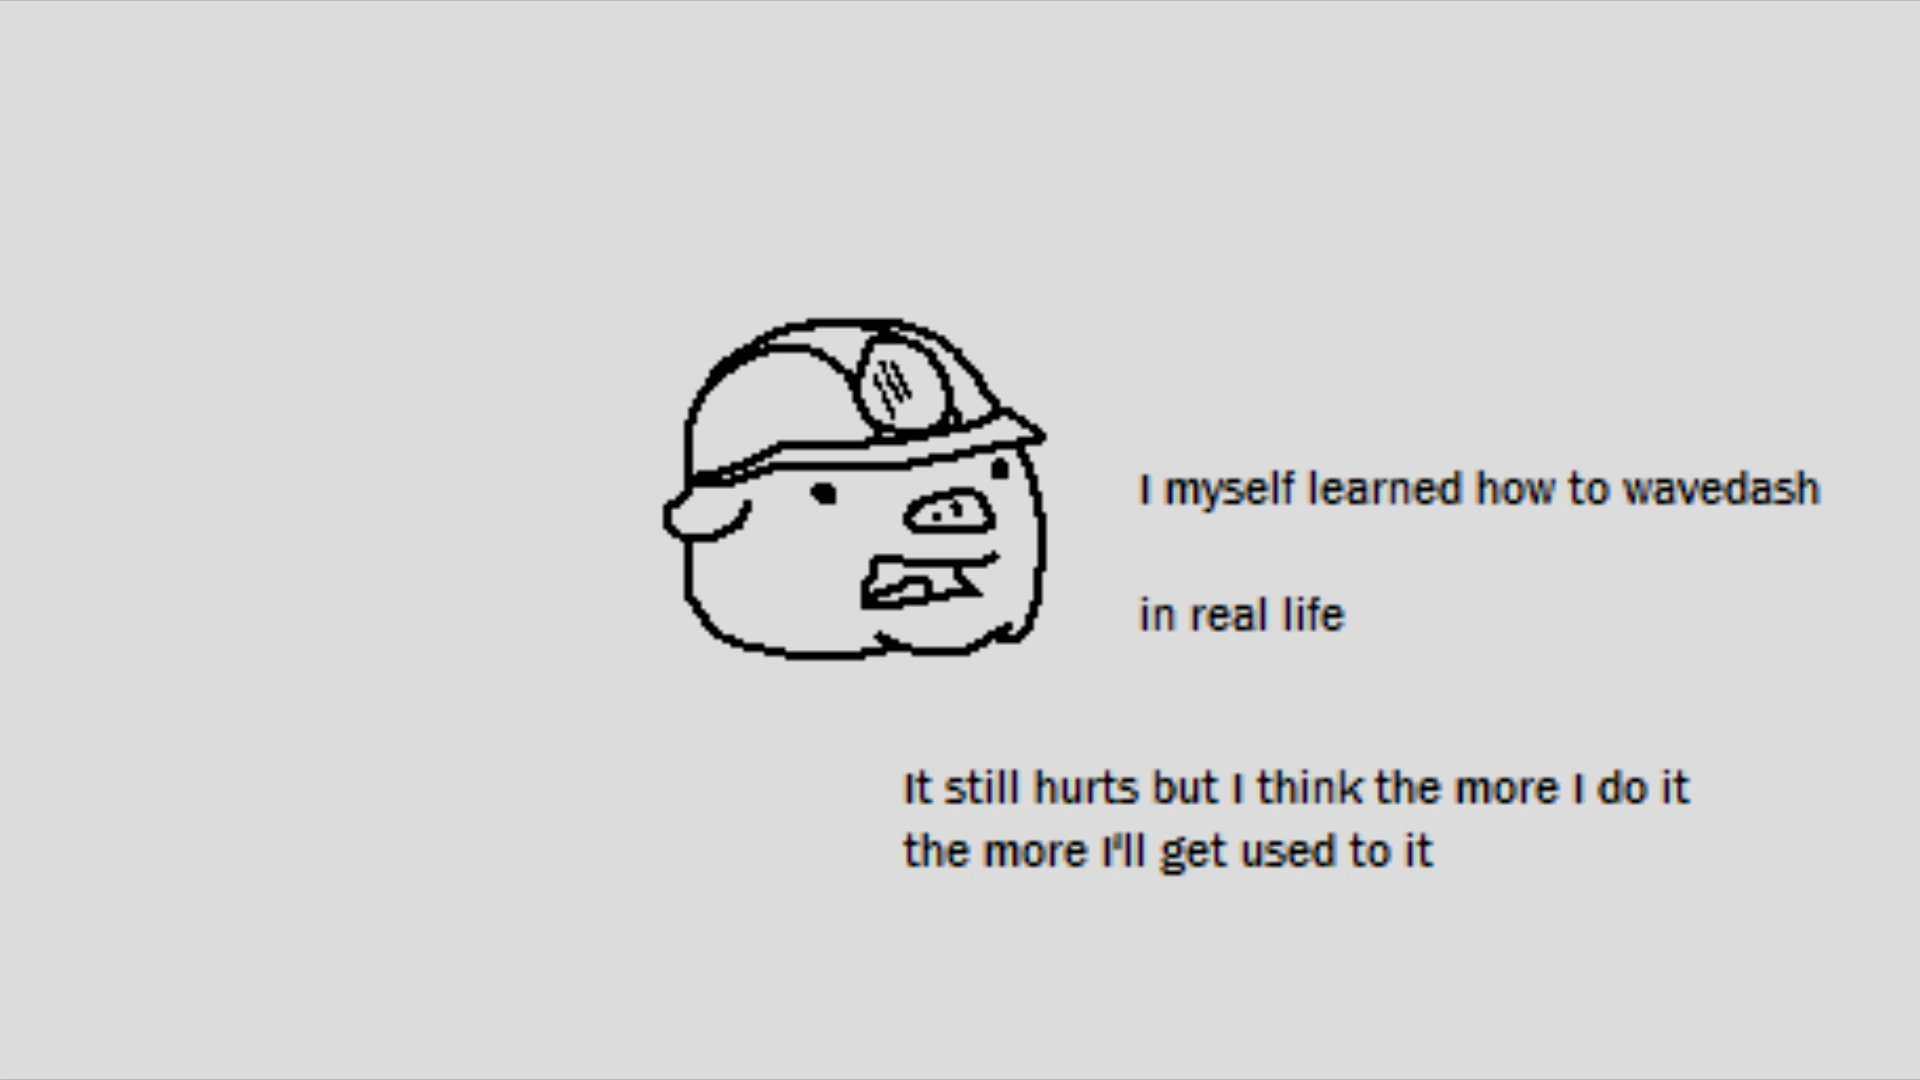 I myself learned how to wavedash
in real life
It still hurts but I think the more I do it
the more I'll get used to it